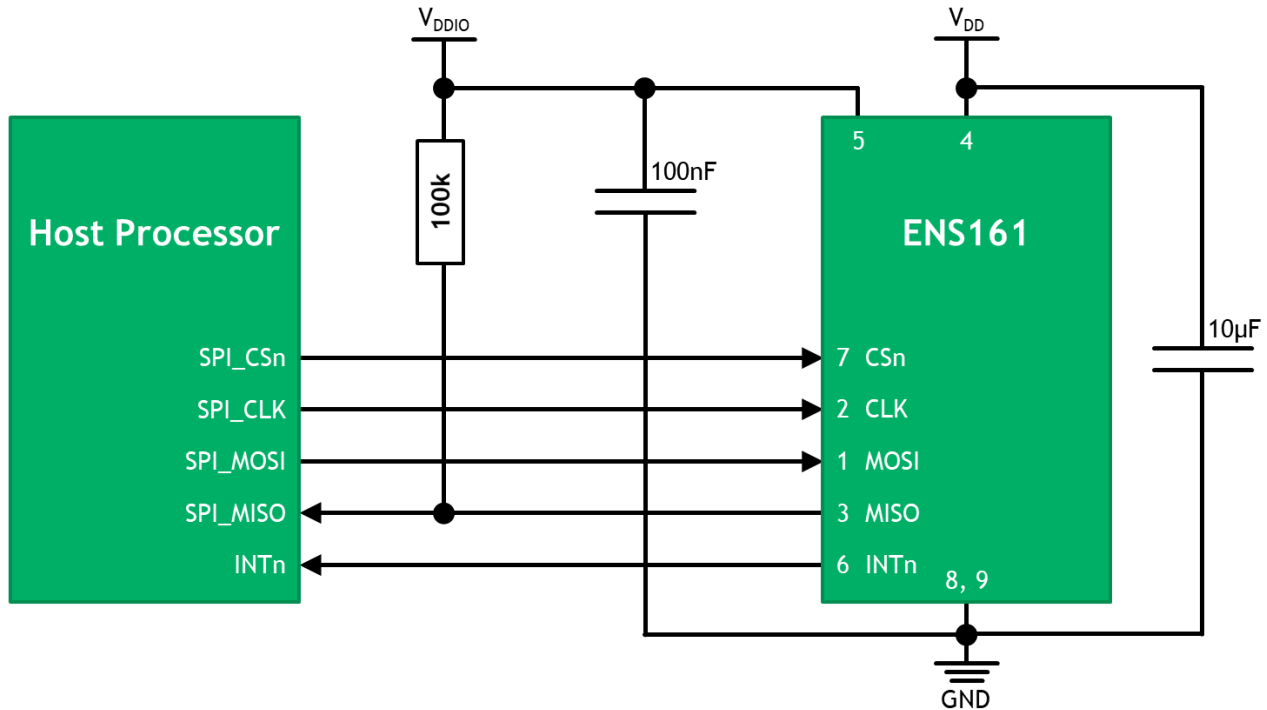 VDDIO
VDD
5
4
100nF
100k
Host Processor
ENS161
10µF
SPI_CSn
7 CSn
SPI_CLK
2 CLK
SPI_MOSI
1 MOSI
SPI_MISO
3 MISO
INTn
6 INTn
8, 9
GND